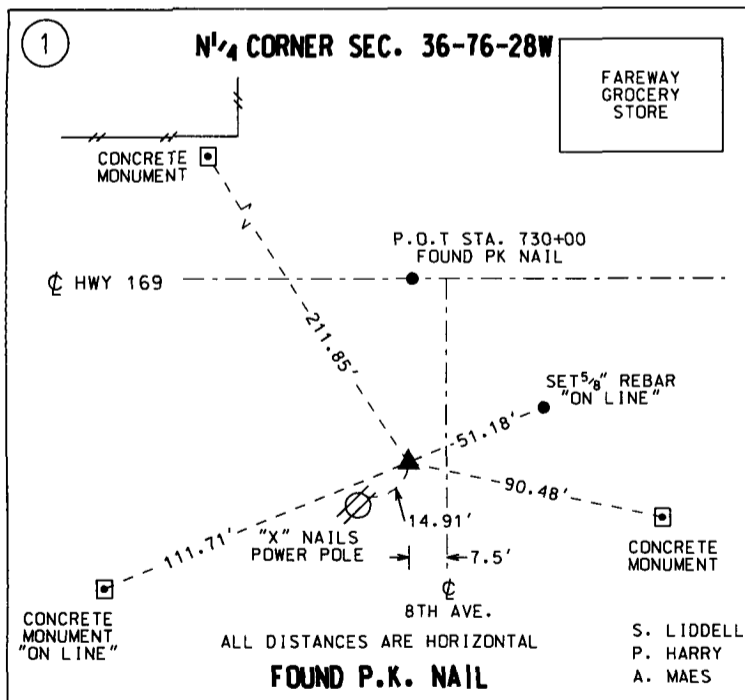 1
N 1/4 CORNER SEC. 36-76-28W
FAREWAY
GROCERY
STORE
CONCRETE
MONUMENT
P.O.T STA. 730+00
FOUND PK NAIL
℄ HWY 169
211.85'
SET 5/8" REBAR
"ON LINE"
51.18'
90.48'
14.91'
"X" NAILS
POWER POLE
111.71'
7.5'
CONCRETE
MONUMENT
℄
8TH AVE.
CONCRETE
MONUMENT
"ON LINE"
ALL DISTANCES ARE HORIZONTAL
FOUND P.K. NAIL
S. LIDDELL
P. HARRY
A. MAES